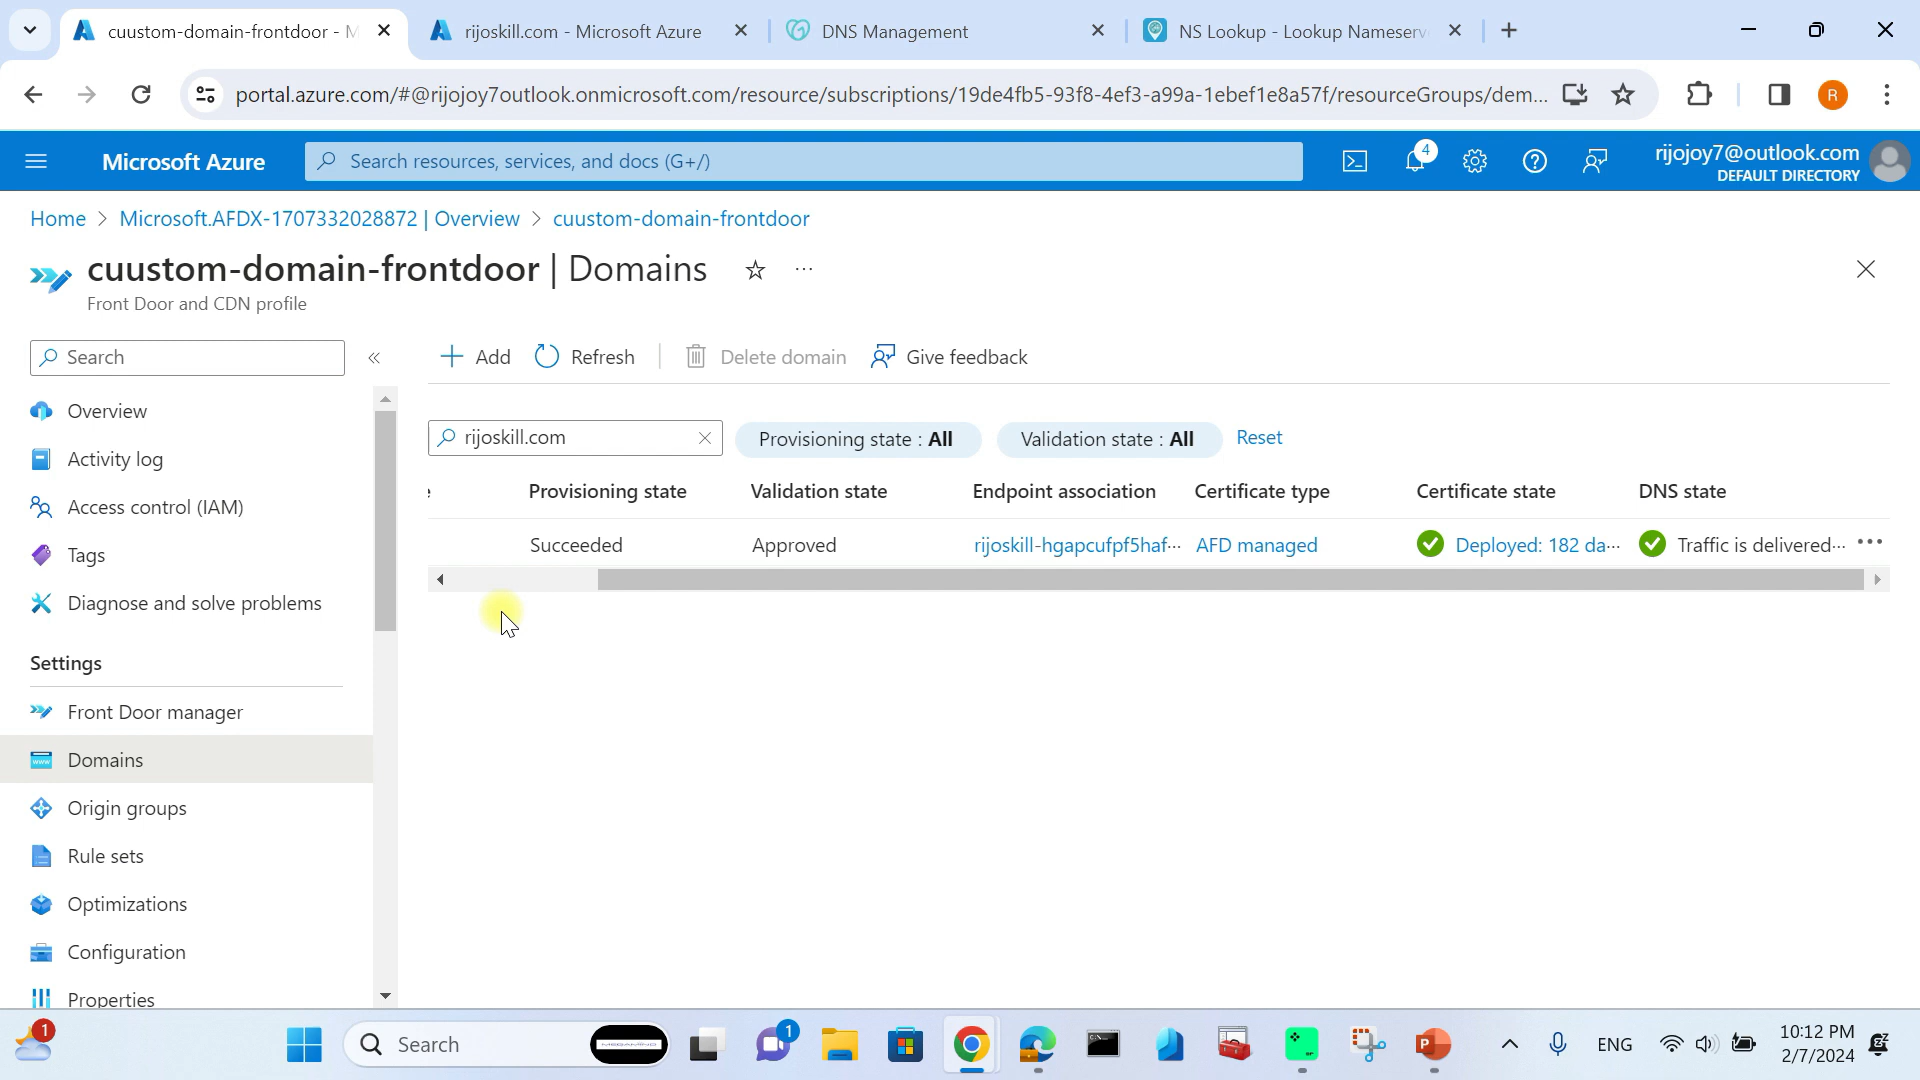 cuustom-domain-frontdoor - M
rijoskill.com - Microsoft Azure
DNS Management
NS Lookup - Lookup Nameserv
portal.azure.com/#@rijojoy7outlook.onmicrosoft.com/resource/subscriptions/19de4fb5-93f8-4ef3-a99a-1ebef1e8a57f/resourceGroups/dem...
R
Microsoft Azure
Search resources, services, and docs (G+/)
4
rijojoy7@outlook.com
DEFAULT DIRECTORY
Home > Microsoft.AFDX-1707332028872 | Overview > cuustom-domain-frontdoor
cuustom-domain-frontdoor | Domains
Front Door and CDN profile
Search
Add
Refresh
Delete domain
Give feedback
Overview
Activity log
Access control (IAM)
Tags
Diagnose and solve problems
Settings
Front Door manager
Domains
Origin groups
Rule sets
Optimizations
Configuration
Properties
rijoskill.com
Provisioning state : All
Validation state : All
Reset
Provisioning state
Validation state
Endpoint association
Certificate type
Certificate state
DNS state
Succeeded
Approved
rijoskill-hgapcufpf5haf...
AFD managed
Deployed: 182 da...
Traffic is delivered...
1
Search
1
ENG
10:12 PM
2/7/2024